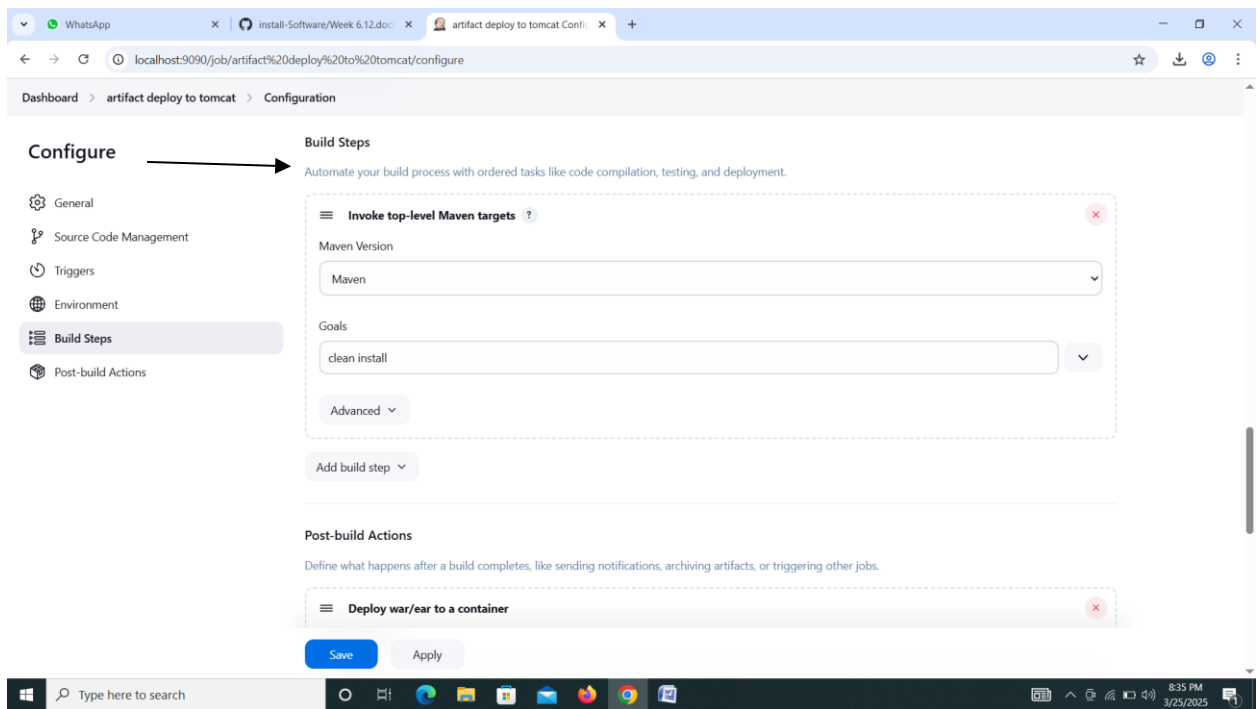 WhatsApp
install-Software/Week 6.12.doc
artifact deploy to tomcat Config
localhost:9090/job/artifact%20deploy%20to%20tomcat/configure
Dashboard > artifact deploy to tomcat > Configuration
Configure
General
Source Code Management
Triggers
Environment
Build Steps
Post-build Actions
Build Steps
Automate your build process with ordered tasks like code compilation, testing, and deployment.
Invoke top-level Maven targets ?
Maven Version
Maven
Goals
clean install
Advanced
Add build step
Post-build Actions
Define what happens after a build completes, like sending notifications, archiving artifacts, or triggering other jobs.
Deploy war/ear to a container
Save Apply
Type here to search
8:35 PM
3/25/2025